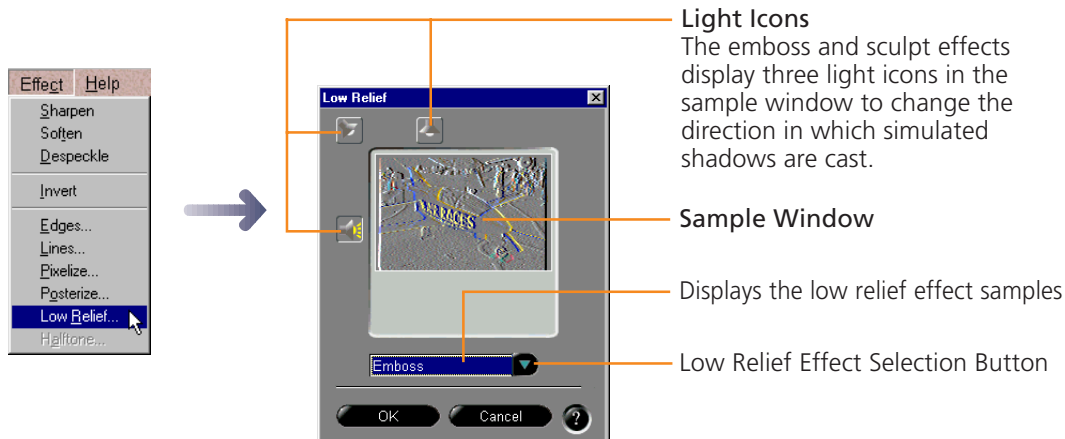 Effect Help
Sharpen
Soften
Despeckle
Invert
Edges...
Lines...
Pixelize...
Posterize...
Low Relief...
Halftone...
Low Relief
RACES
Emboss
OK
Cancel
?
Light Icons
The emboss and sculpt effects
display three light icons in the
sample window to change the
direction in which simulated
shadows are cast.
Sample Window
Displays the low relief effect samples
Low Relief Effect Selection Button